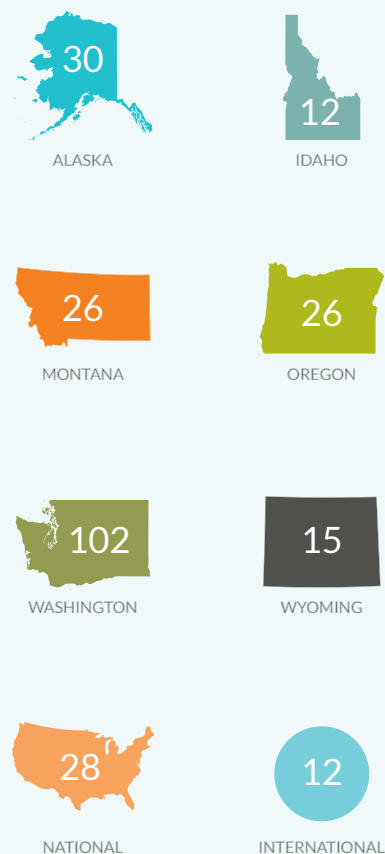 30
12
ALASKA
IDAHO
26
26
MONTANA
OREGON
102
15
WASHINGTON
WYOMING
28
12
NATIONAL
INTERNATIONAL